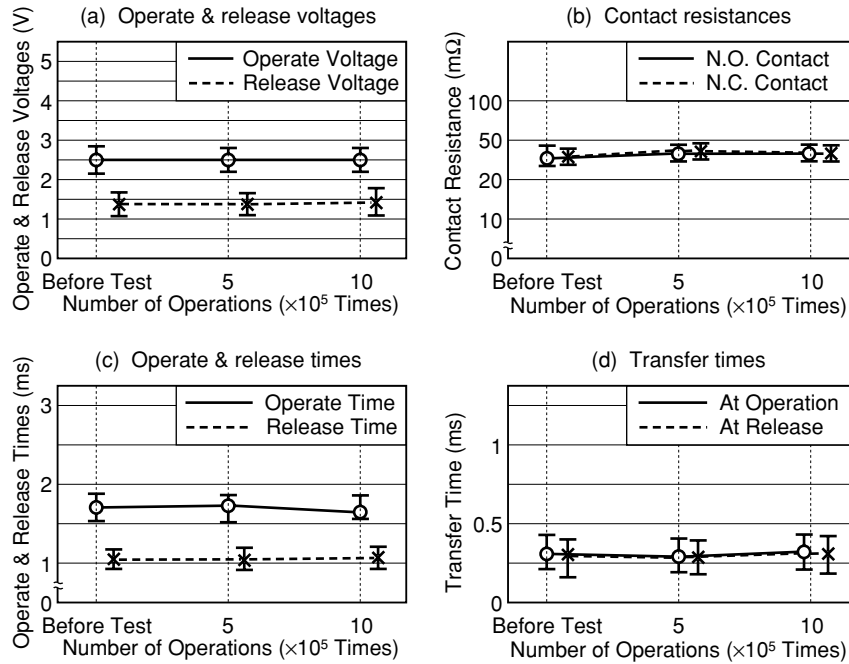 (a) Operate & release voltages
Operate & Release Voltages (V)
5
4
3
2
1
0
Operate Voltage
Release Voltage
Before Test
5
10
Number of Operations (×10⁵ Times)
(b) Contact resistances
Contact Resistance (mΩ)
100
50
20
10
0
N.O. Contact
N.C. Contact
Before Test
5
10
Number of Operations (×10⁵ Times)
(c) Operate & release times
Operate & Release Times (ms)
3
2
1
0
Operate Time
Release Time
Before Test
5
10
Number of Operations (×10⁵ Times)
(d) Transfer times
Transfer Time (ms)
1
0.5
0
At Operation
At Release
Before Test
5
10
Number of Operations (×10⁵ Times)